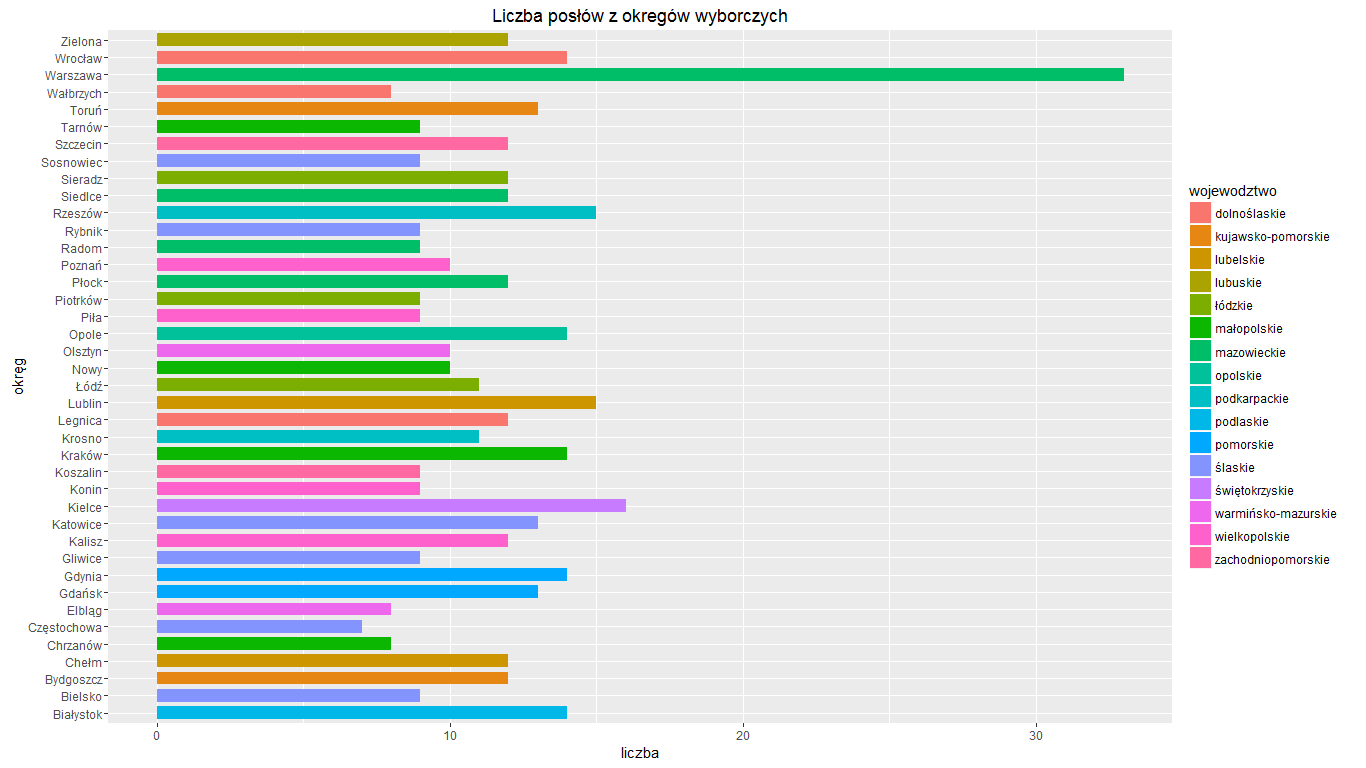 Liczba posłów z okregów wyborczych
Zielona
Wrocław
Warszawa
Wałbrzych
Toruń
Tarnów
Szczecin
Sosnowiec
Sieradz
Siedlce
Rzeszów
Rybnik
Radom
Poznań
Płock
Piotrków
Piła
Opole
Olsztyn
Nowy
Łódź
Lublin
Legnica
Krosno
Kraków
Koszalin
Konin
Kielce
Katowice
Kalisz
Gliwice
Gdynia
Gdańsk
Elbląg
Częstochowa
Chrzanów
Chełm
Bydgoszcz
Bielsko
Białystok
okręg
0 10 20 30
liczba
wojewodztwo
dolnoślaskie
kujawsko-pomorskie
lubelskie
lubuskie
łódzkie
małopolskie
mazowieckie
opolskie
podkarpackie
podlaskie
pomorskie
ślaskie
świętokrzyskie
warmińsko-mazurskie
wielkopolskie
zachodniopomorskie